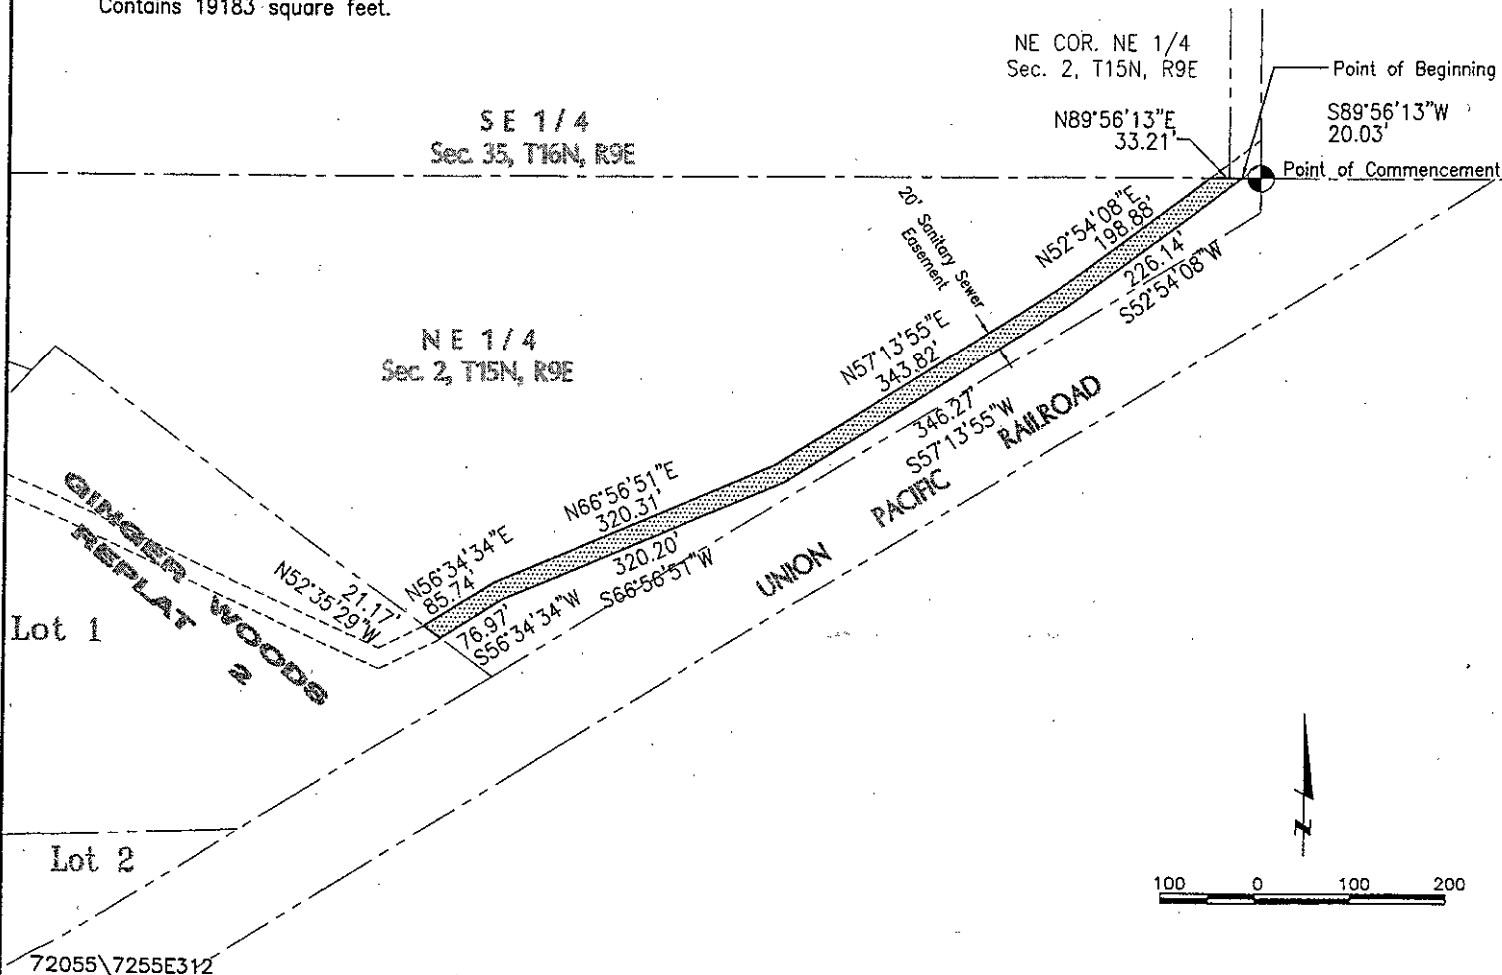 Contains 19183 square feet.
NE COR. NE 1/4
Sec. 2, T15N, R9E
Point of Beginning
N89°56'13"E
33.21'
S89°56'13"W
20.03'
Point of Commencement
SE 1/4
Sec. 35, T16N, R9E
20' Sanitary Sewer
Easement
N52°54'08"E
198.88'
226.14'
S52°54'08"W
NE 1/4
Sec. 2, T15N, R9E
N57°13'55"E
343.82'
346.27'
S57°13'55"W
UNION PACIFIC RAILROAD
N66°56'51"E
320.31'
320.20'
S66°56'51"W
N56°34'34"E
85.74'
76.97'
S56°34'34"W
21.17'
N52°35'29"W
GINGER WOODS
REPLAT 2
Lot 1
Lot 2
N
100 0 100 200
72055\7255E312